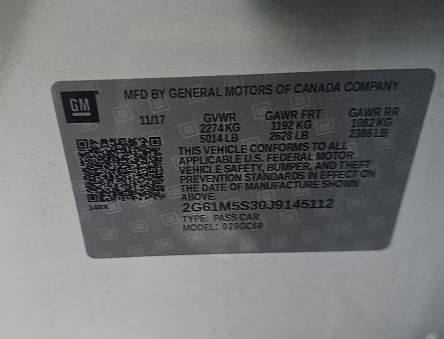 GM
MFD BY GENERAL MOTORS OF CANADA COMPANY
11/17 GVWR GAWR FRT GAWR RR
2274 KG 1192 KG 1082 KG
5014 LB 2628 LB 2386 LB
THIS VEHICLE CONFORMS TO ALL
APPLICABLE U.S. FEDERAL MOTOR
VEHICLE SAFETY, BUMPER, AND THEFT
PREVENTION STANDARDS IN EFFECT ON
THE DATE OF MANUFACTURE SHOWN
ABOVE.
140X
2G61M5S30J9145112
TYPE: PASS CAR
MODEL: